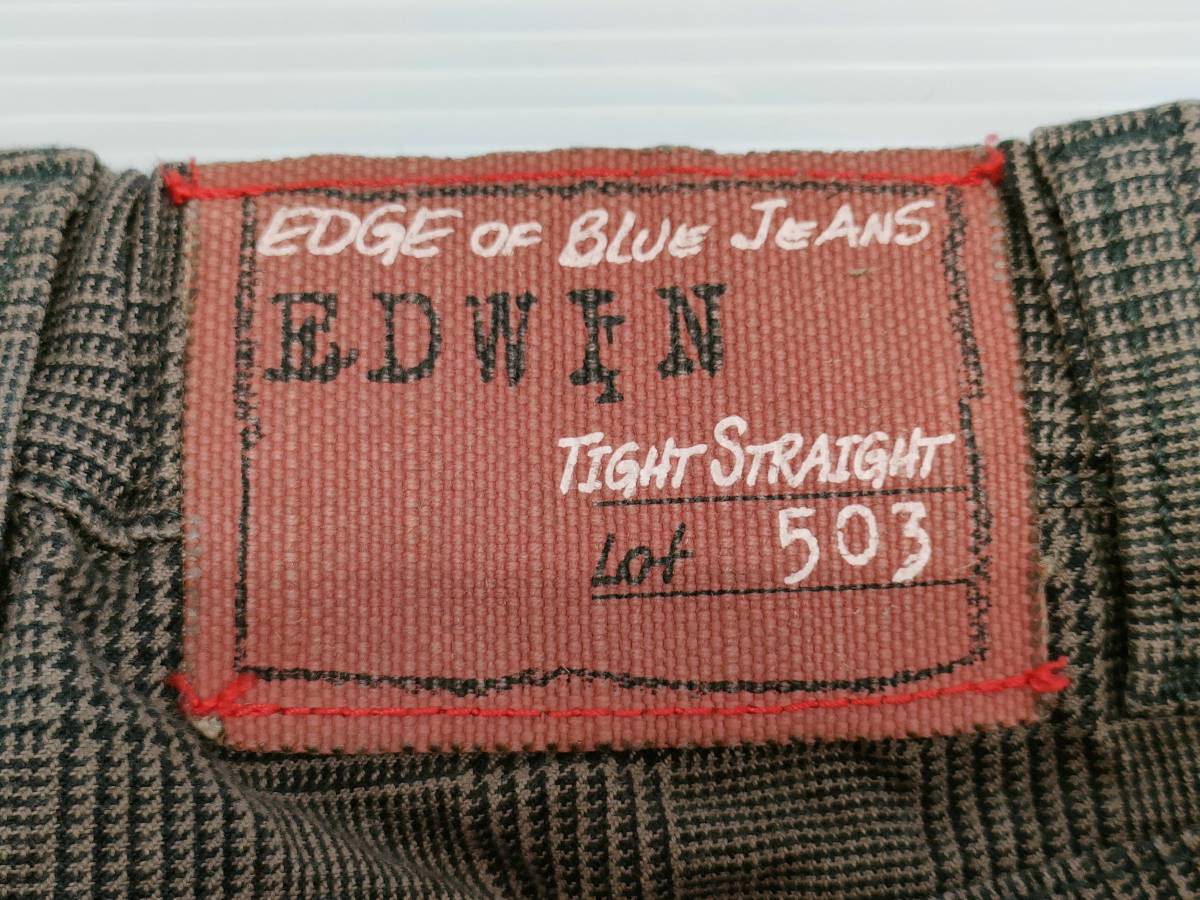 EDGE OF BLUE JEANS
EDWIN
TIGHT STRAIGHT
Lot 503